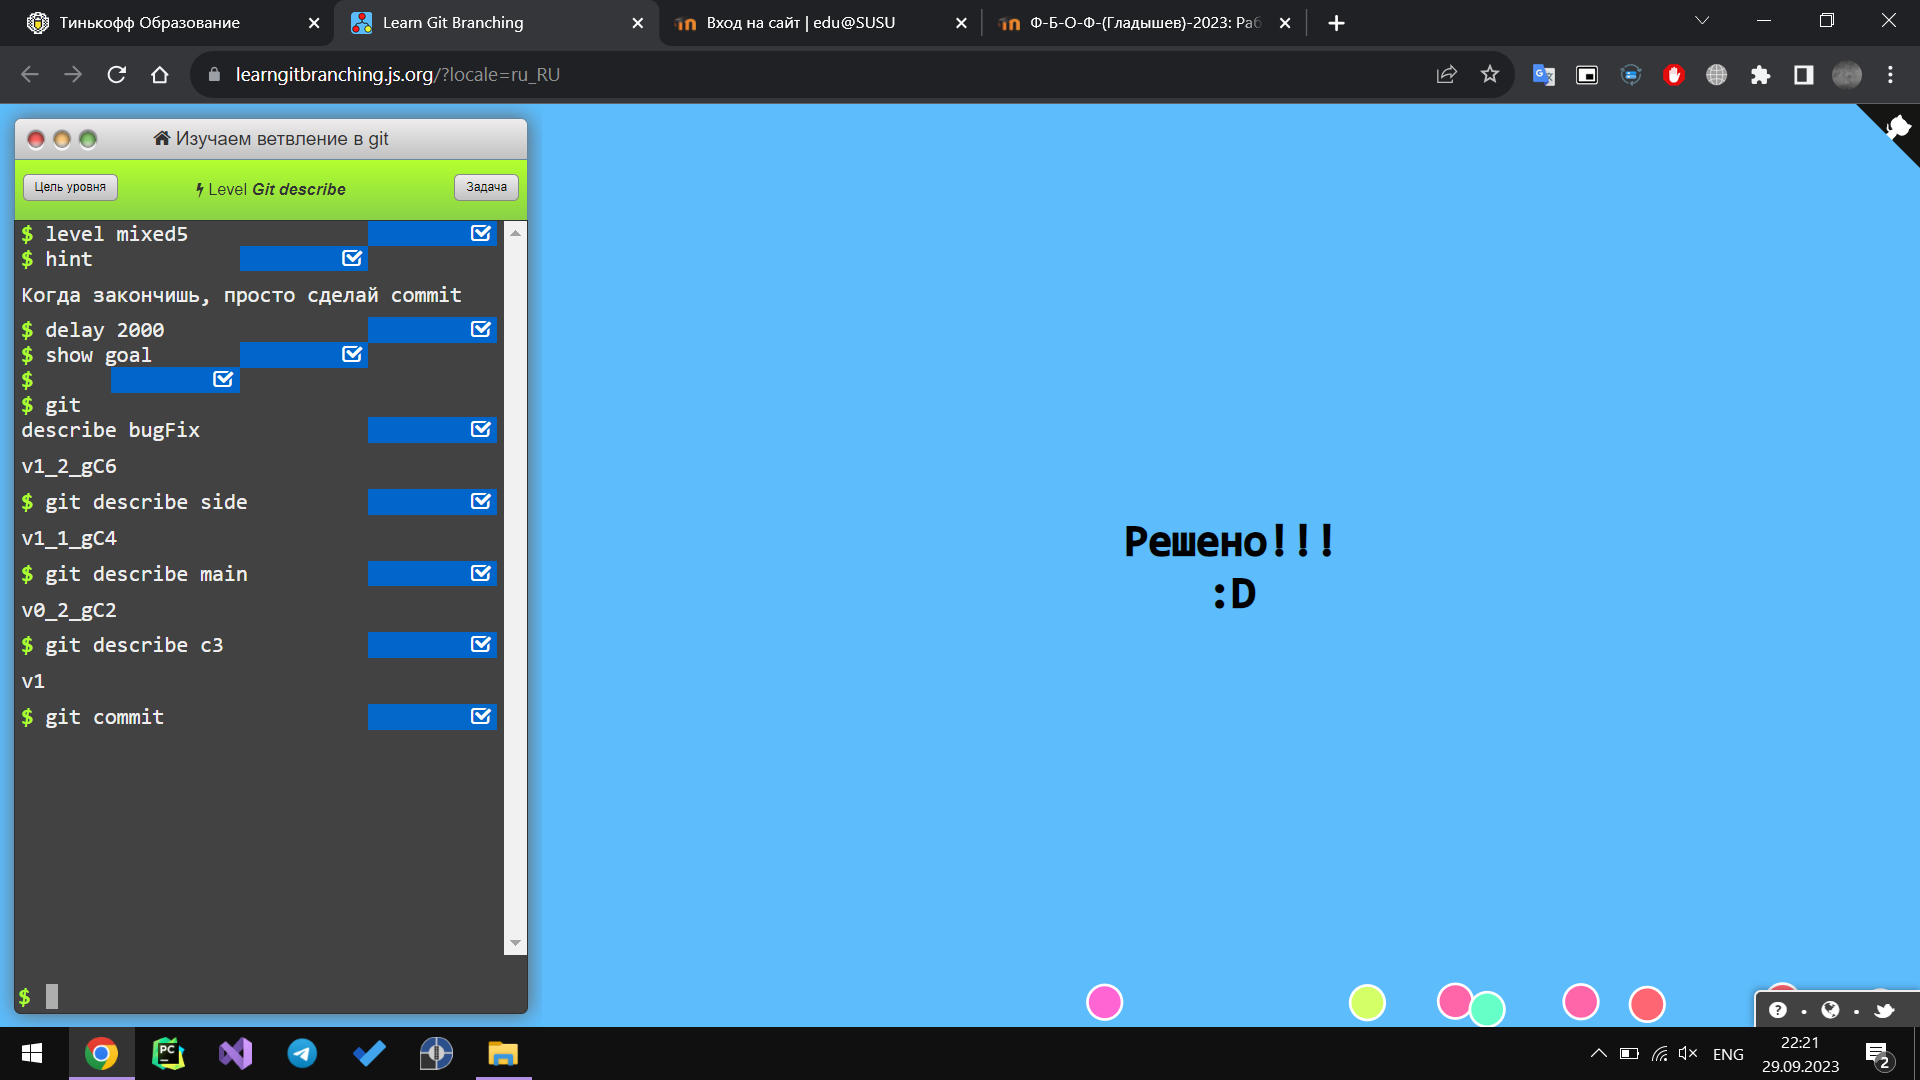 Тинькофф Образование
Learn Git Branching
Вход на сайт | edu@SUSU
Ф-Б-О-Ф-(Гладышев)-2023: Раб
learngitbranching.js.org/?locale=ru_RU
Изучаем ветвление в git
Цель уровня
Level Git describe
Задача
$ level mixed5
$ hint
Когда закончишь, просто сделай commit
$ delay 2000
$ show goal
$
$ git
describe bugFix
v1_2_gC6
$ git describe side
v1_1_gC4
$ git describe main
v0_2_gC2
$ git describe c3
v1
$ git commit
$
Решено!!!
:D
PC
ENG
22:21
29.09.2023
2